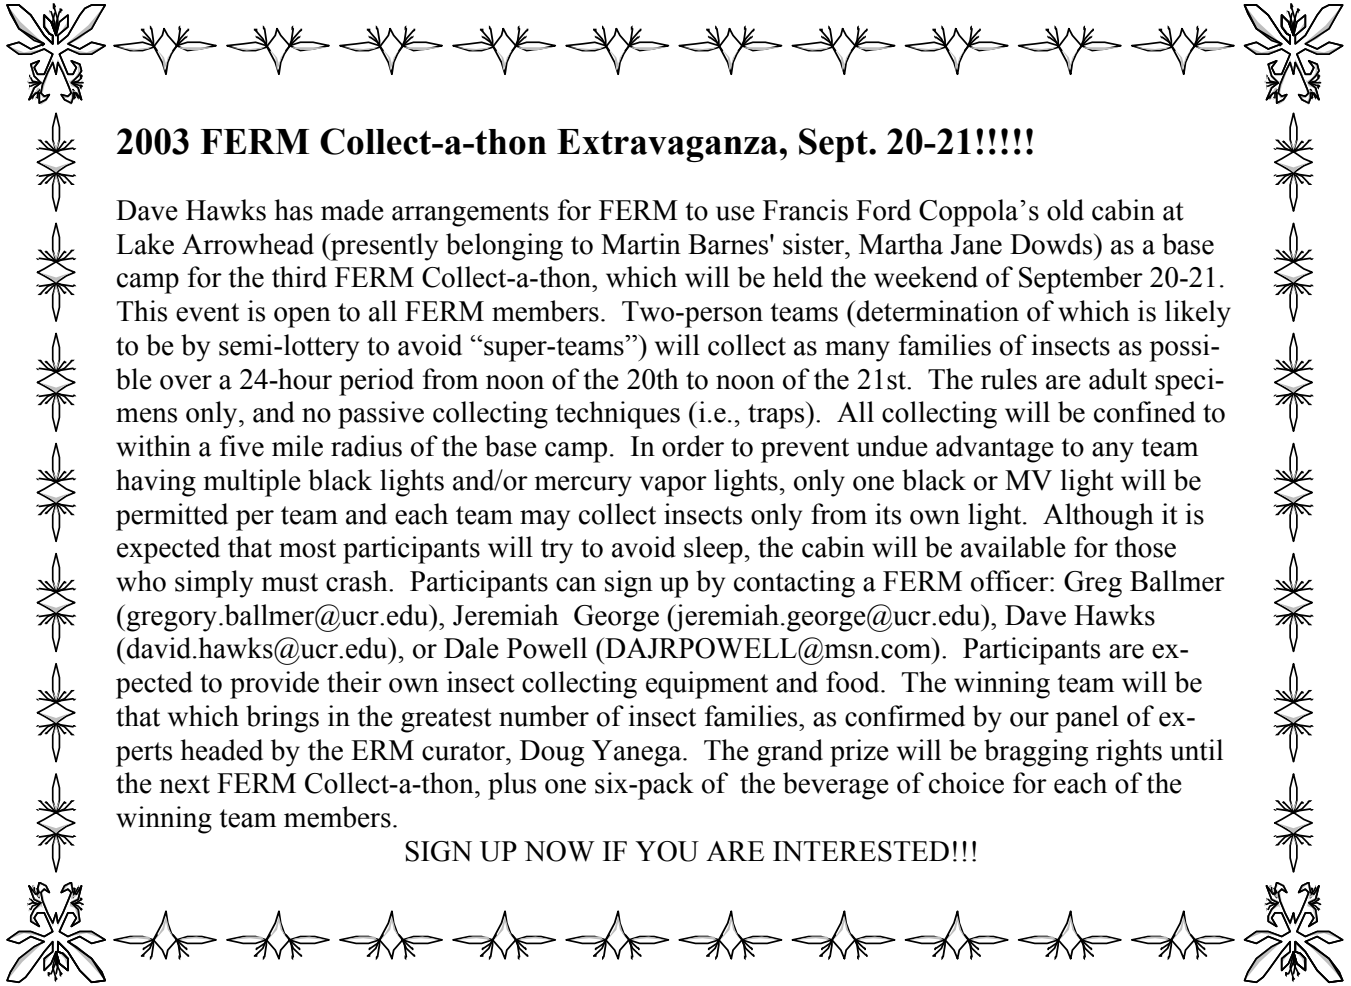 2003 FERM Collect-a-thon Extravaganza, Sept. 20-21!!!!!
Dave Hawks has made arrangements for FERM to use Francis Ford Coppola’s old cabin at
Lake Arrowhead (presently belonging to Martin Barnes' sister, Martha Jane Dowds) as a base
camp for the third FERM Collect-a-thon, which will be held the weekend of September 20-21.
This event is open to all FERM members.  Two-person teams (determination of which is likely
to be by semi-lottery to avoid “super-teams”) will collect as many families of insects as possi-
ble over a 24-hour period from noon of the 20th to noon of the 21st.  The rules are adult speci-
mens only, and no passive collecting techniques (i.e., traps).  All collecting will be confined to
within a five mile radius of the base camp.  In order to prevent undue advantage to any team
having multiple black lights and/or mercury vapor lights, only one black or MV light will be
permitted per team and each team may collect insects only from its own light.  Although it is
expected that most participants will try to avoid sleep, the cabin will be available for those
who simply must crash.  Participants can sign up by contacting a FERM officer: Greg Ballmer
(gregory.ballmer@ucr.edu), Jeremiah  George (jeremiah.george@ucr.edu), Dave Hawks
(david.hawks@ucr.edu), or Dale Powell (DAJRPOWELL@msn.com).  Participants are ex-
pected to provide their own insect collecting equipment and food.  The winning team will be
that which brings in the greatest number of insect families, as confirmed by our panel of ex-
perts headed by the ERM curator, Doug Yanega.  The grand prize will be bragging rights until
the next FERM Collect-a-thon, plus one six-pack of  the beverage of choice for each of the
winning team members.
SIGN UP NOW IF YOU ARE INTERESTED!!!